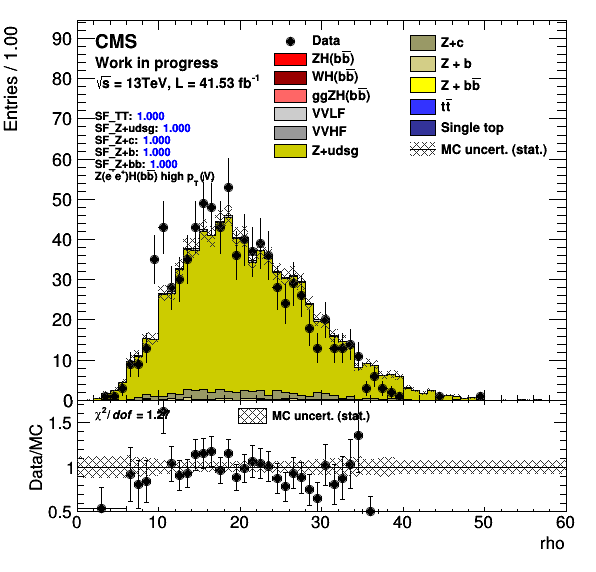 CMS
Work in progress
√s = 13TeV, L = 41.53 fb⁻¹
SF_TT: 1.000
SF_Z+udsg: 1.000
SF_Z+c: 1.000
SF_Z+b: 1.000
SF_Z+bb: 1.000
Z(e⁺e⁺)H(bb̅) high p_T(V)
Data
ZH(bb̅)
WH(bb̅)
ggZH(bb̅)
VVLF
VVHF
Z+udsg
Z+c
Z + b
Z + bb̅
tt̅
Single top
MC uncert. (stat.)
Entries / 1.00
90
80
70
60
50
40
30
20
10
0
χ²/dof = 1.27
MC uncert. (stat.)
Data/MC
1.5
1
0.5
0 10 20 30 40 50 60
rho